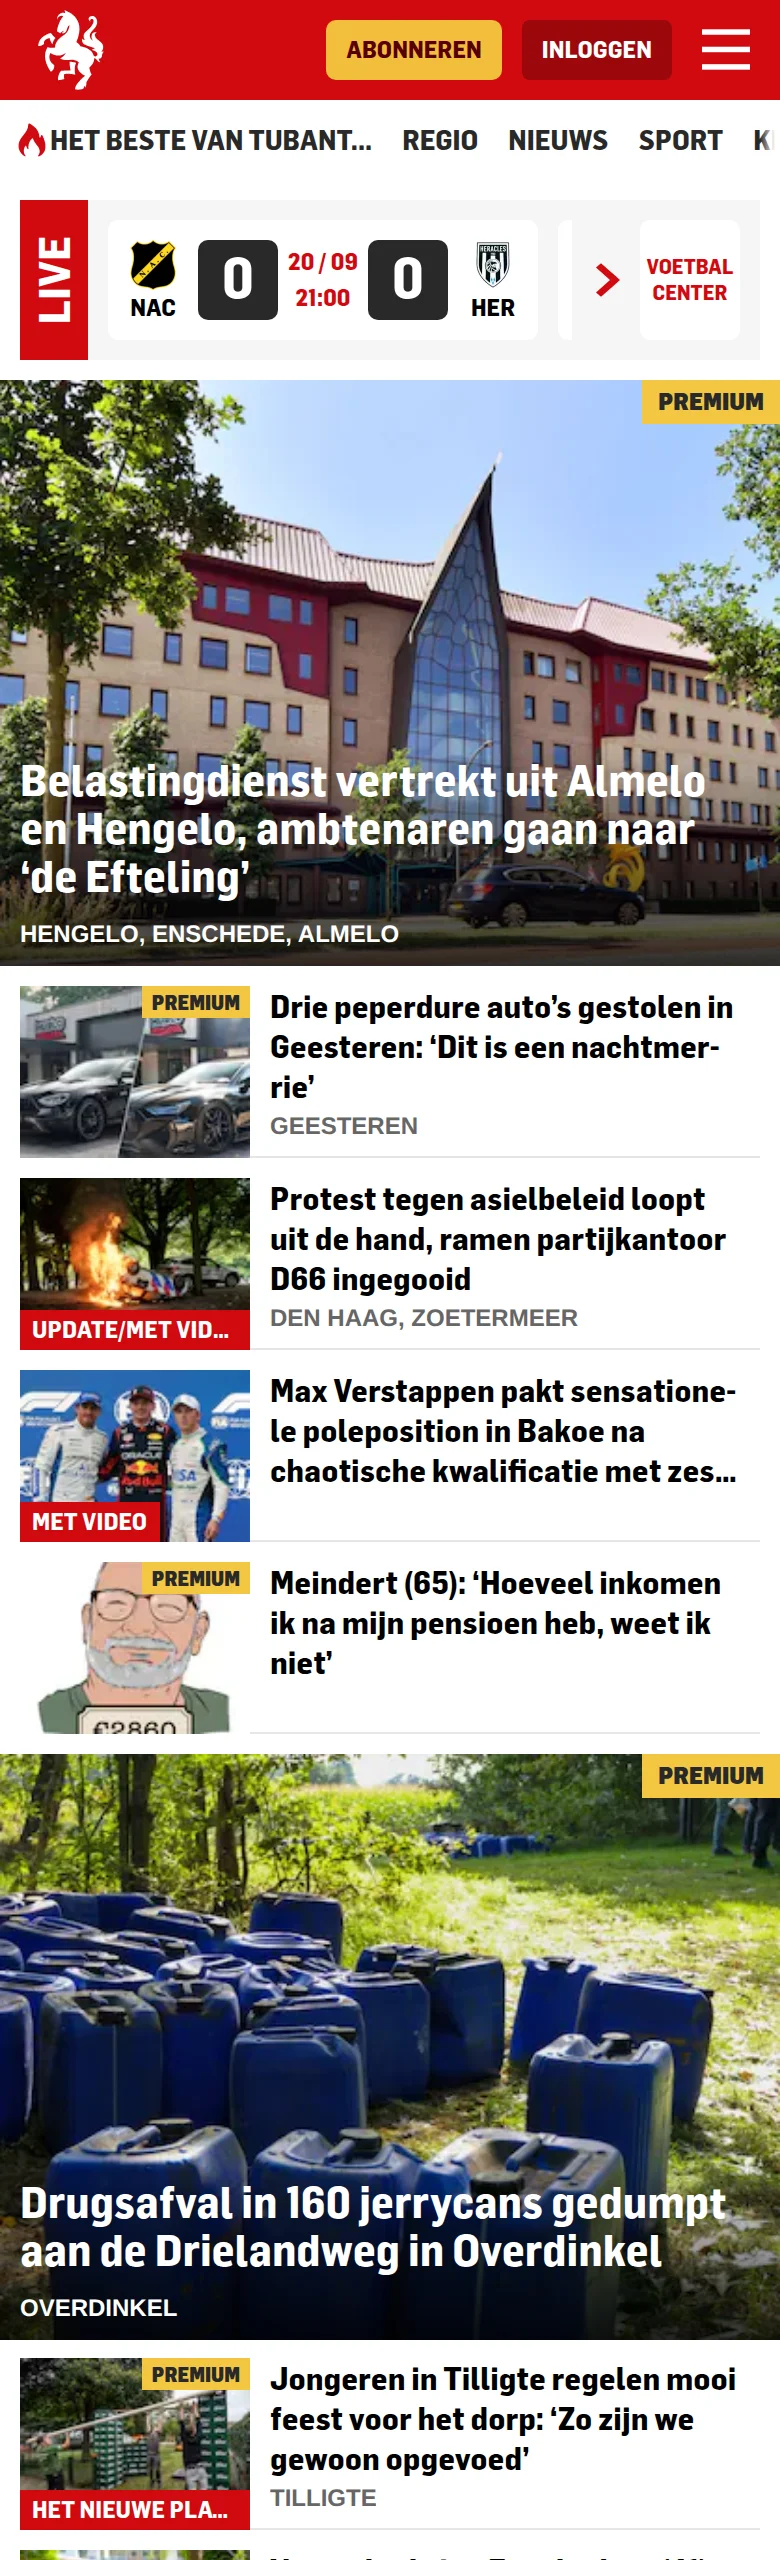 ABONNEREN
INLOGGEN
HET BESTE VAN TUBANT...
REGIO
NIEUWS
SPORT
LIVE
NAC
0
20 / 09
21:00
0
HERACLES
HER
VOETBAL
CENTER
PREMIUM
Belastingdienst vertrekt uit Almelo
en Hengelo, ambtenaren gaan naar
‘de Efteling’
HENGELO, ENSCHEDE, ALMELO
PREMIUM
Drie peperdure auto’s gestolen in
Geesteren: ‘Dit is een nachtmer-
rie’
GEESTEREN
Protest tegen asielbeleid loopt
uit de hand, ramen partijkantoor
D66 ingegooid
UPDATE/MET VID...
DEN HAAG, ZOETERMEER
Max Verstappen pakt sensatione-
le poleposition in Bakoe na
chaotische kwalificatie met zes...
MET VIDEO
PREMIUM
Meindert (65): ‘Hoeveel inkomen
ik na mijn pensioen heb, weet ik
niet’
€2860
PREMIUM
Drugsafval in 160 jerrycans gedumpt
aan de Drielandweg in Overdinkel
OVERDINKEL
PREMIUM
Jongeren in Tilligte regelen mooi
feest voor het dorp: ‘Zo zijn we
gewoon opgevoed’
HET NIEUWE PLA...
TILLIGTE